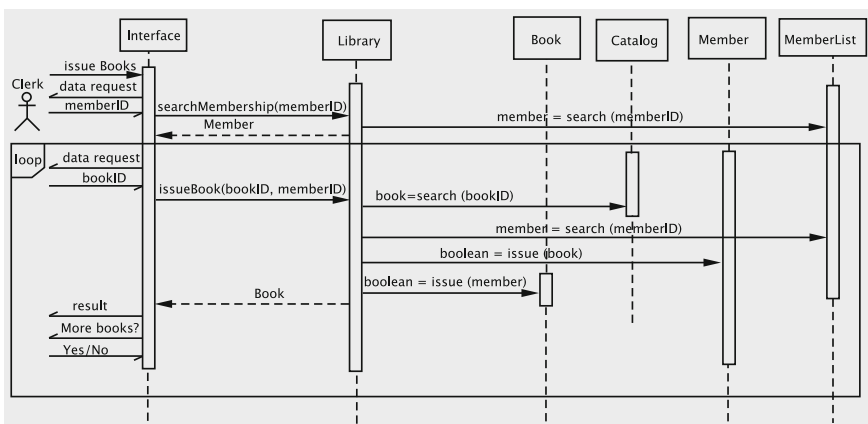 Interface
Library
Book
Catalog
Member
MemberList
Clerk
issue Books
data request
memberID
searchMembership(memberID)
member = search (memberID)
Member
loop
data request
bookID
issueBook(bookID, memberID)
book=search (bookID)
member = search (memberID)
boolean = issue (book)
boolean = issue (member)
Book
result
More books?
Yes/No